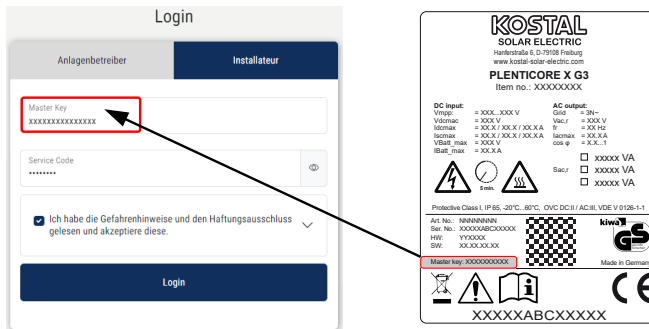 Login
Anlagenbetreiber
Installateur
Master Key
xxxxxxxxxxxxxxx
Service Code
••••••••
Ich habe die Gefahrenhinweise und den Haftungsausschluss
gelesen und akzeptiere diese.
Login
KOSTAL
SOLAR ELECTRIC
Hanferstraße 6, D-79108 Freiburg
www.kostal-solar-electric.com
PLENTICORE X G3
Item no.: XXXXXXXX
DC input:
Vmpp: = XXX...XXX V
Vdcmac = XXX V
Idcmax = XX.X / XX.X / XX.X A
Iscmax = XX.X / XX.X / XX.X A
VBatt_max = XXX V
IBatt_max = XX.X A
AC output:
Grid = 3N~
Vac,r = XXX V
fr = XX Hz
Iacmax = XX.X A
cos φ = X.X...1
Sac,r
xxxxx VA
xxxxx VA
xxxxx VA
5 min.
Protective Class I, IP 65, -20°C...60°C, OVC DC:II / AC:III, VDE V 0126-1-1
Art. No.: NNNNNNNN
Ser. No.: XXXXXABCXXXXX
HW: YYXXXX
SW: XX.XX.XX.XX
Master key: XXXXXXXXXX
kiwa
GS
Made in Germany
i
CE
XXXXXABCXXXXX